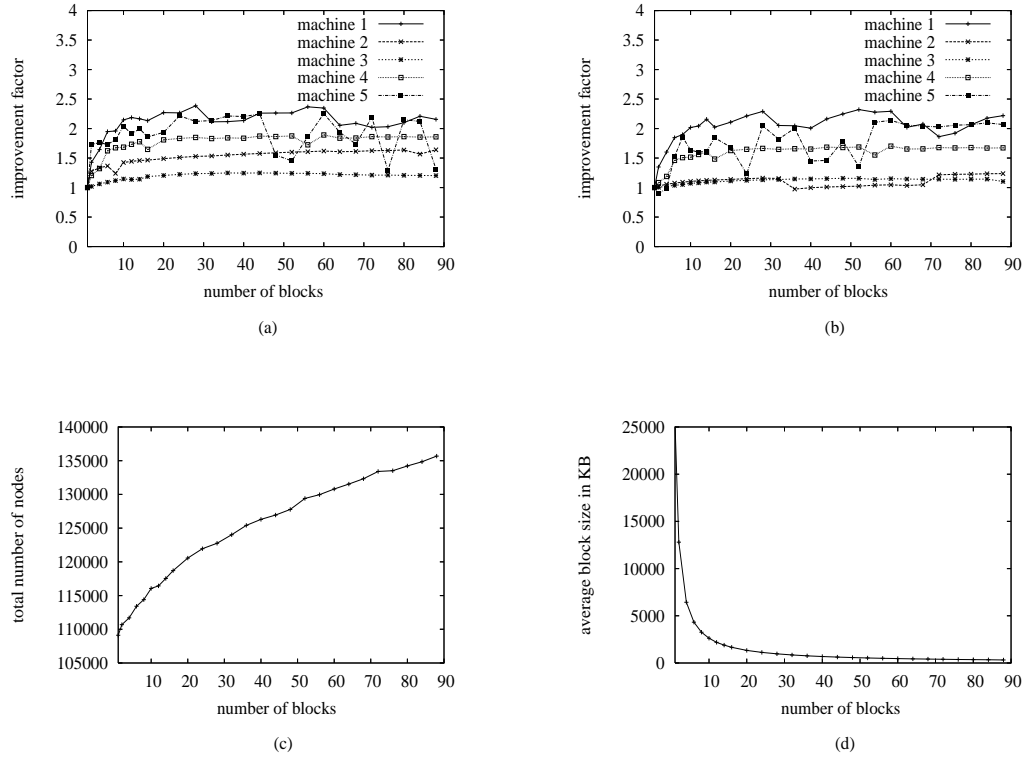 4
3.5
3
2.5
2
1.5
1
0.5
0
improvement factor
machine 1
machine 2
machine 3
machine 4
machine 5
10 20 30 40 50 60 70 80 90
number of blocks
(a)
4
3.5
3
2.5
2
1.5
1
0.5
0
improvement factor
machine 1
machine 2
machine 3
machine 4
machine 5
10 20 30 40 50 60 70 80 90
number of blocks
(b)
140000
135000
130000
125000
120000
115000
110000
105000
total number of nodes
10 20 30 40 50 60 70 80 90
number of blocks
(c)
25000
20000
15000
10000
5000
0
average block size in KB
10 20 30 40 50 60 70 80 90
number of blocks
(d)